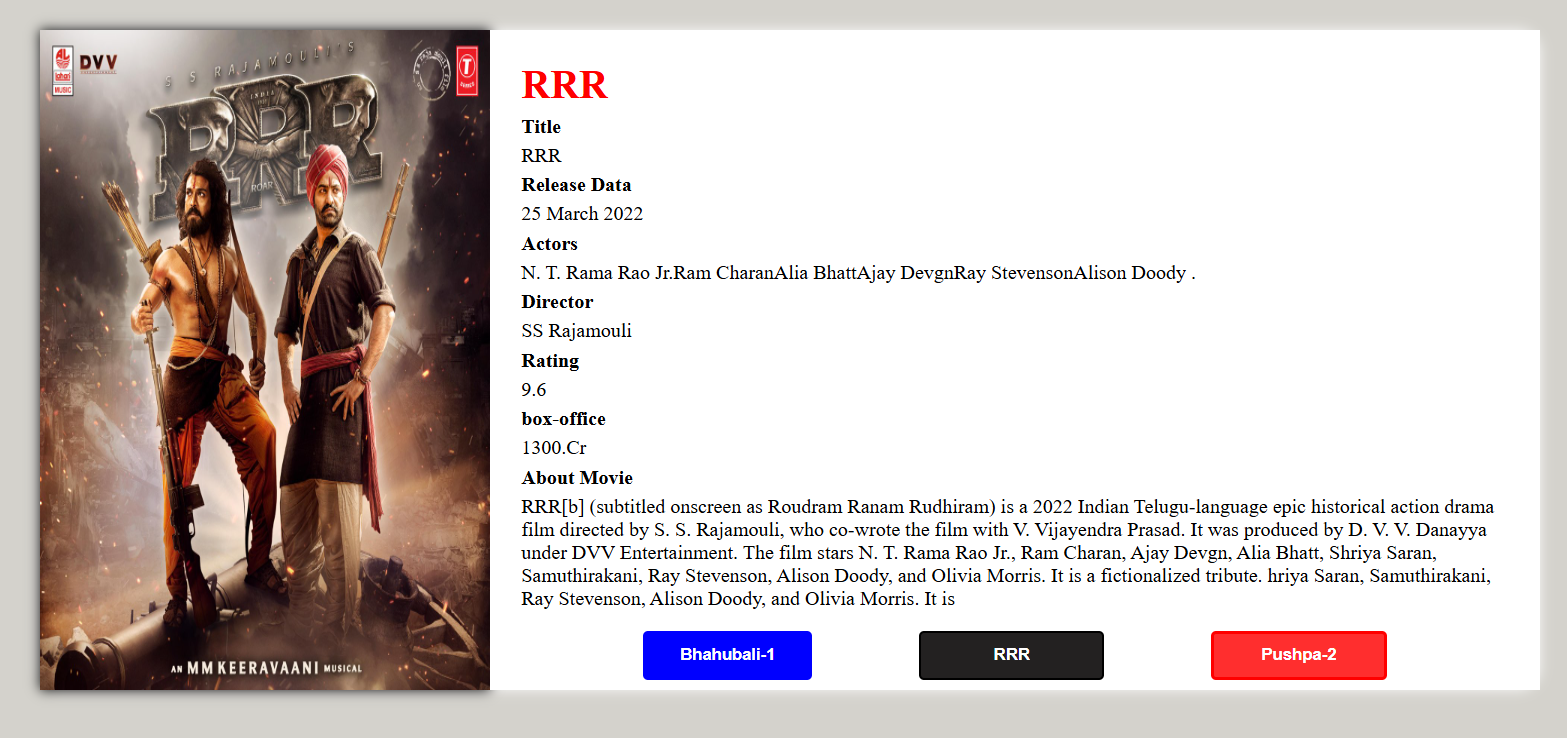 AL
lahari
MUSIC
DVV
ENTERTAINMENT
S S RAJAMOULI'S
T
SERIES
RRR
INDIA
ROAR
AN MM KEERAVAANI MUSICAL
RRR
Title
RRR
Release Data
25 March 2022
Actors
N. T. Rama Rao Jr.Ram CharanAlia BhattAjay DevgnRay StevensonAlison Doody .
Director
SS Rajamouli
Rating
9.6
box-office
1300.Cr
About Movie
RRR[b] (subtitled onscreen as Roudram Ranam Rudhiram) is a 2022 Indian Telugu-language epic historical action drama
film directed by S. S. Rajamouli, who co-wrote the film with V. Vijayendra Prasad. It was produced by D. V. V. Danayya
under DVV Entertainment. The film stars N. T. Rama Rao Jr., Ram Charan, Ajay Devgn, Alia Bhatt, Shriya Saran,
Samuthirakani, Ray Stevenson, Alison Doody, and Olivia Morris. It is a fictionalized tribute. hriya Saran, Samuthirakani,
Ray Stevenson, Alison Doody, and Olivia Morris. It is
Bhahubali-1
RRR
Pushpa-2